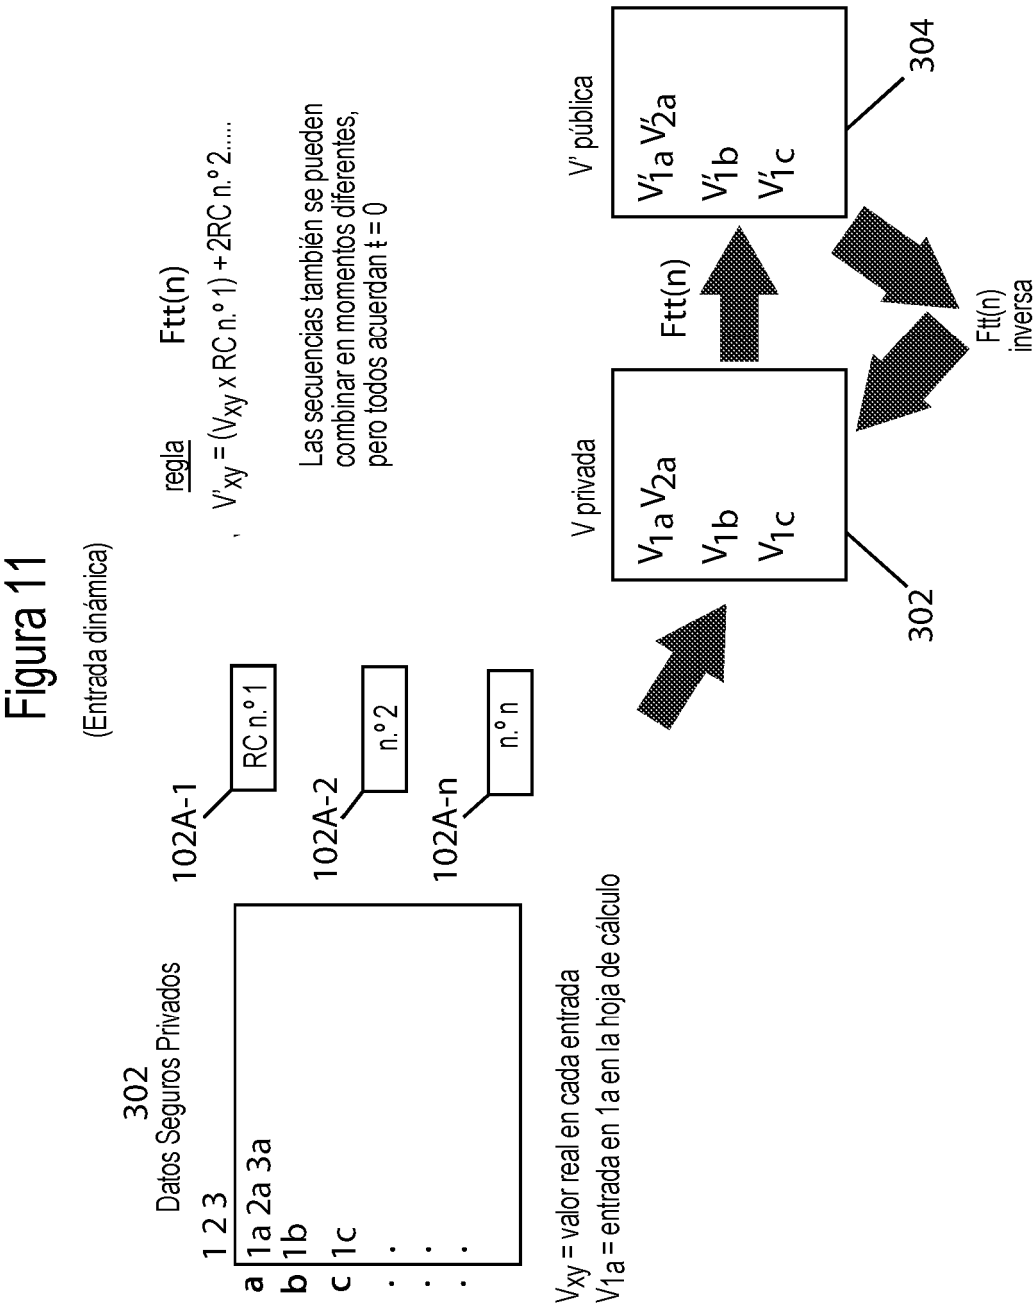 Figura 11
(Entrada dinámica)
302
Datos Seguros Privados
1 2 3
a 1a 2a 3a
b 1b
c 1c
. .
. .
. .
102A-1
RC n.º 1
102A-2
n.º 2
102A-n
n.º n
regla
Ftt(n)
V'xy = (Vxy x RC n.º 1) + 2RC n.º 2......
Las secuencias también se pueden
combinar en momentos diferentes,
pero todos acuerdan t = 0
Vxy = valor real en cada entrada
V1a = entrada en 1a en la hoja de cálculo
V privada
V1a V2a
V1b
V1c
302
Ftt(n)
V' pública
V'1a V'2a
V'1b
V'1c
304
Ftt(n)
inversa